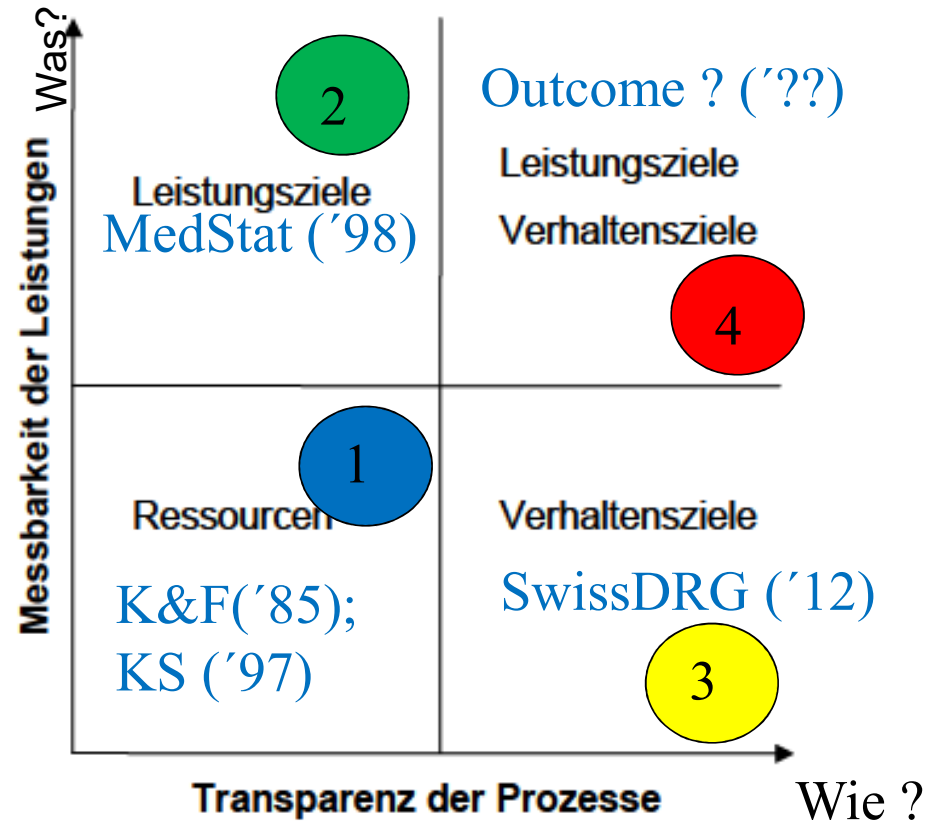 Was?
Messbarkeit der Leistungen
2
Leistungsziele
MedStat (´98)
Outcome ? (´??)
Leistungsziele
Verhaltensziele
4
1
Ressourcen
K&F(´85);
KS (´97)
Verhaltensziele
SwissDRG (´12)
3
Transparenz der Prozesse
Wie ?